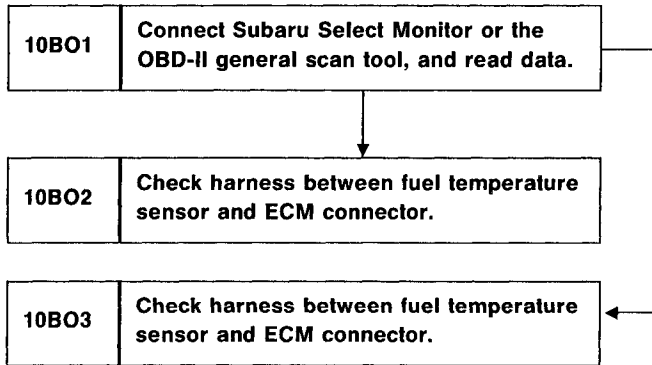 10BO1
Connect Subaru Select Monitor or the
OBD-II general scan tool, and read data.
10BO2
Check harness between fuel temperature
sensor and ECM connector.
10BO3
Check harness between fuel temperature
sensor and ECM connector.